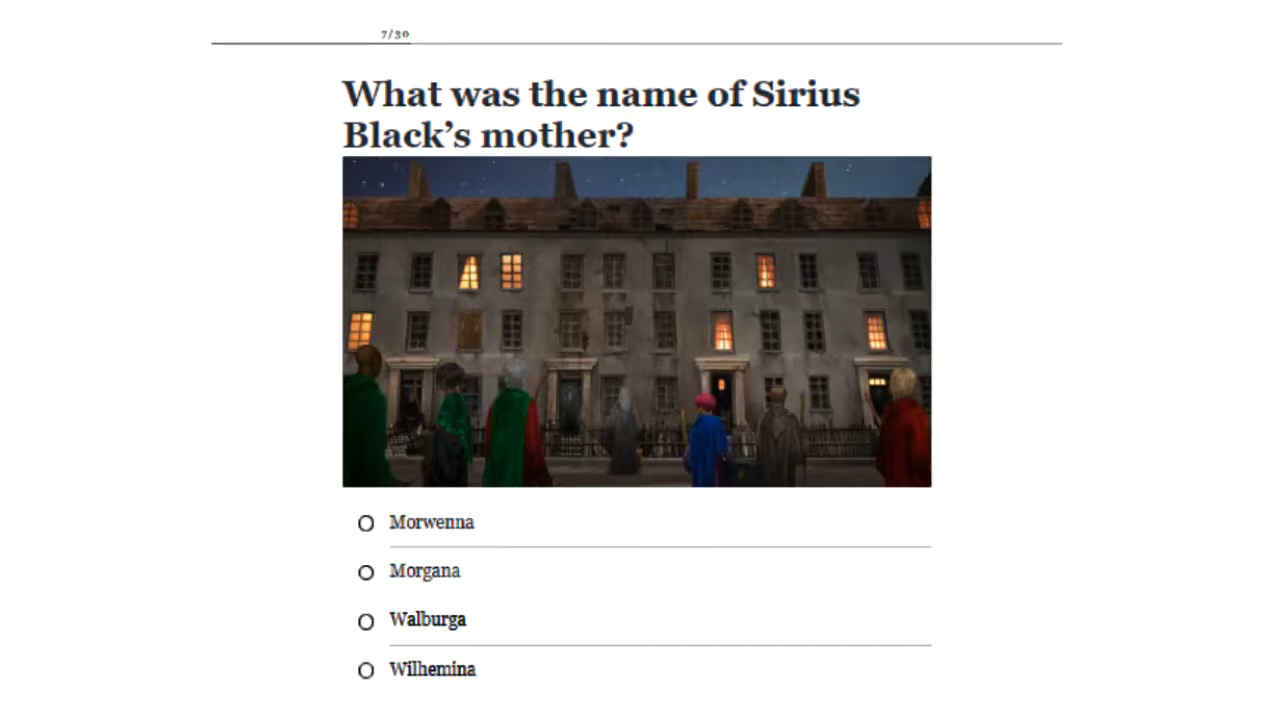 7/30
What was the name of Sirius
Black’s mother?
Morwenna
Morgana
Walburga
Wilhemina